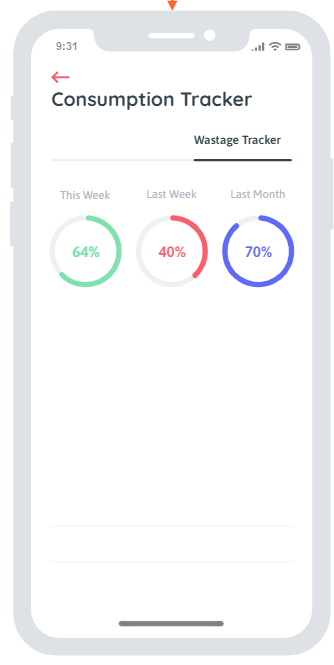 9:31
Consumption Tracker
Wastage Tracker
This Week Last Week Last Month
64% 40% 70%